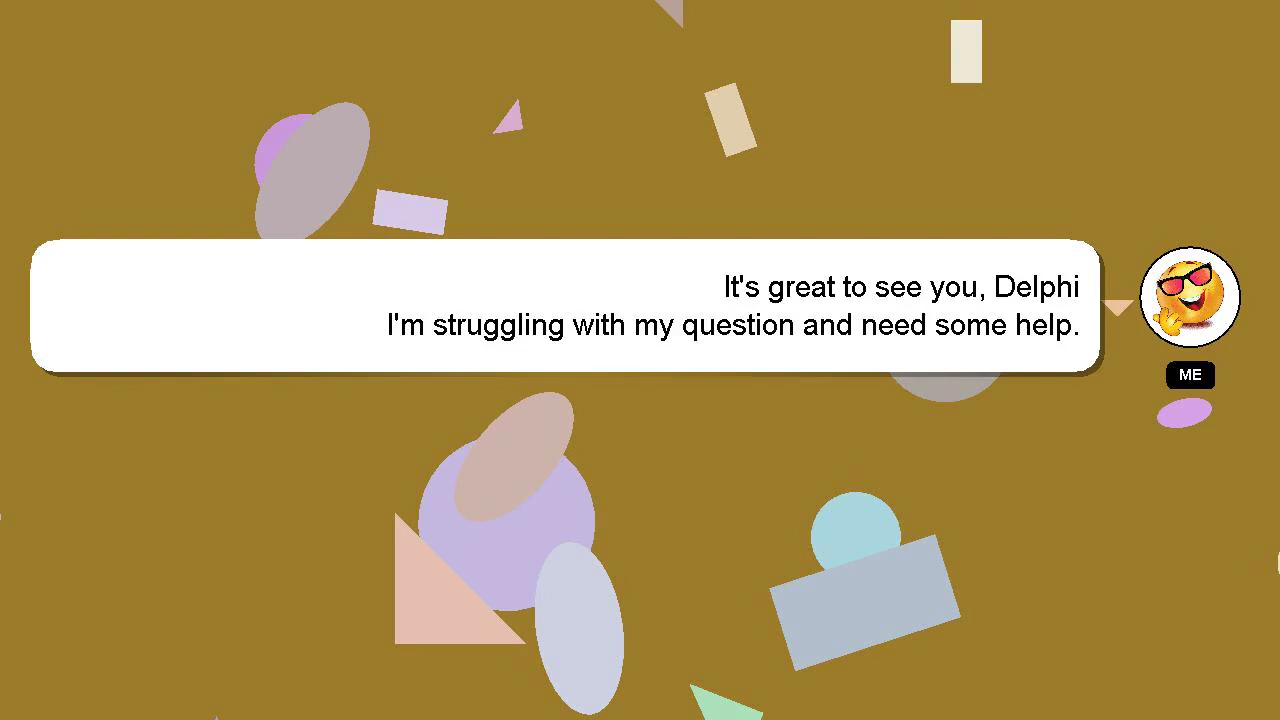 It's great to see you, Delphi
I'm struggling with my question and need some help.
ME